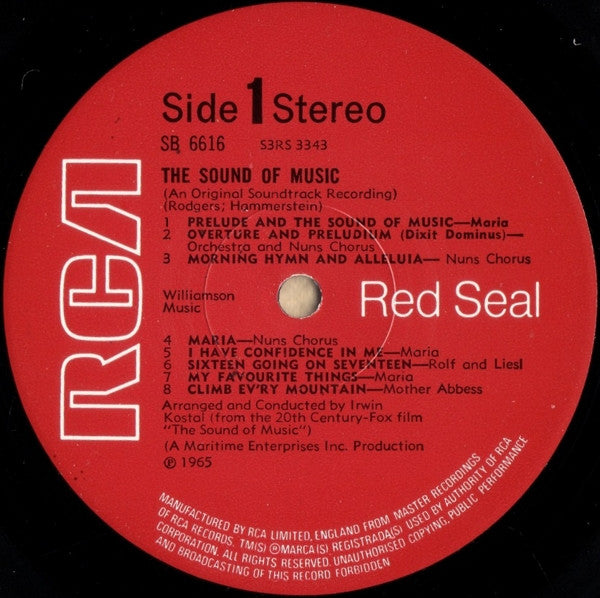 RCA
Side 1 Stereo
SB 6616 S3RS 3343
THE SOUND OF MUSIC
(An Original Soundtrack Recording)
(Rodgers; Hammerstein)
1 PRELUDE AND THE SOUND OF MUSIC—Maria
2 OVERTURE AND PRELUDIUM (Dixit Dominus)—
Orchestra and Nuns Chorus
3 MORNING HYMN AND ALLELUIA— Nuns Chorus
Williamson
Music
Red Seal
4 MARIA—Nuns Chorus
5 I HAVE CONFIDENCE IN ME—Maria
6 SIXTEEN GOING ON SEVENTEEN—Rolf and Liesl
7 MY FAVOURITE THINGS—Maria
8 CLIMB EV'RY MOUNTAIN—Mother Abbess
Arranged and Conducted by Irwin
Kostal (from the 20th Century-Fox film
"The Sound of Music")
(A Maritime Enterprises Inc. Production
℗ 1965
MANUFACTURED BY RCA LIMITED, ENGLAND FROM MASTER RECORDINGS
OF RCA RECORDS. TM(S) ® MARCA(S) REGISTRADA(S) USED BY AUTHORITY OF RCA
CORPORATION. ALL RIGHTS RESERVED. UNAUTHORISED COPYING, PUBLIC PERFORMANCE
AND BROADCASTING OF THIS RECORD FORBIDDEN